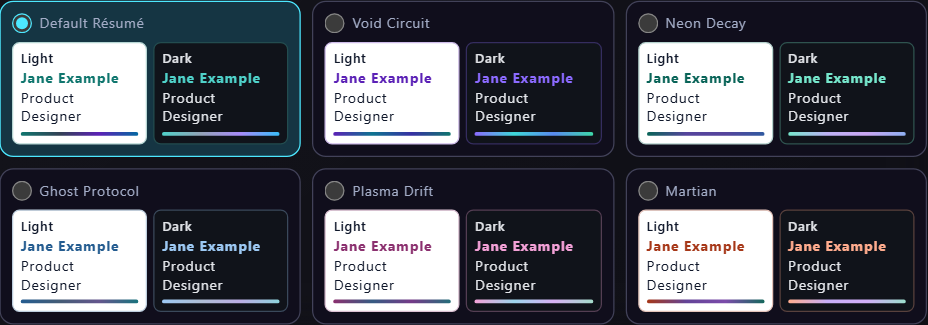 Default Résumé
Light
Jane Example
Product
Designer
Dark
Jane Example
Product
Designer
Void Circuit
Light
Jane Example
Product
Designer
Dark
Jane Example
Product
Designer
Neon Decay
Light
Jane Example
Product
Designer
Dark
Jane Example
Product
Designer
Ghost Protocol
Light
Jane Example
Product
Designer
Dark
Jane Example
Product
Designer
Plasma Drift
Light
Jane Example
Product
Designer
Dark
Jane Example
Product
Designer
Martian
Light
Jane Example
Product
Designer
Dark
Jane Example
Product
Designer